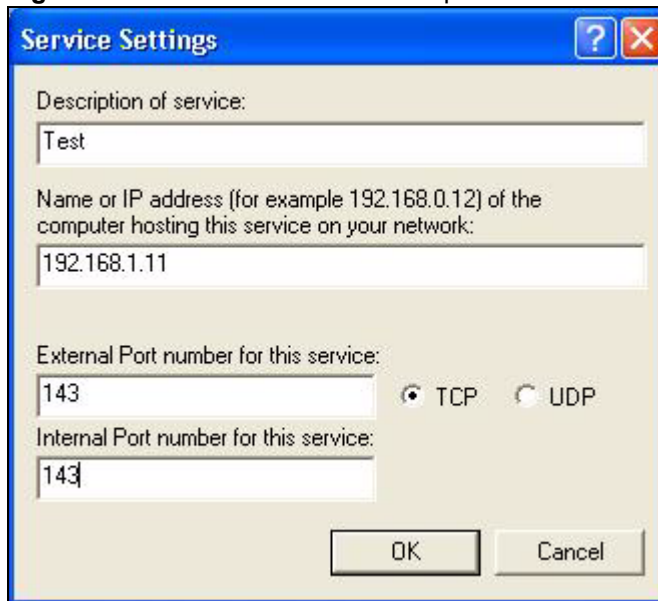 Service Settings
Description of service:
Test
Name or IP address (for example 192.168.0.12) of the
computer hosting this service on your network:
192.168.1.11
External Port number for this service:
143
TCP
UDP
Internal Port number for this service:
143
OK
Cancel